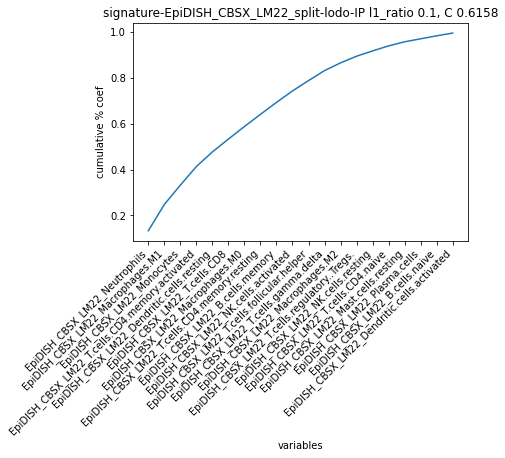 signature-EpiDISH_CBSX_LM22_split-lodo-IP l1_ratio 0.1, C 0.6158
1.0
0.8
0.6
0.4
0.2
cumulative % coef
EpiDISH_CBSX_LM22_Neutrophils
EpiDISH_CBSX_LM22_Macrophages.M1
EpiDISH_CBSX_LM22_Monocytes
EpiDISH_CBSX_LM22_T.cells.CD4.memory.activated
EpiDISH_CBSX_LM22_Dendritic.cells.resting
EpiDISH_CBSX_LM22_T.cells.CD8
EpiDISH_CBSX_LM22_Macrophages.M0
EpiDISH_CBSX_LM22_T.cells.CD4.memory.resting
EpiDISH_CBSX_LM22_B.cells.memory
EpiDISH_CBSX_LM22_NK.cells.activated
EpiDISH_CBSX_LM22_T.cells.follicular.helper
EpiDISH_CBSX_LM22_T.cells.gamma.delta
EpiDISH_CBSX_LM22_Macrophages.M2
EpiDISH_CBSX_LM22_T.cells.regulatory..Tregs.
EpiDISH_CBSX_LM22_NK.cells.resting
EpiDISH_CBSX_LM22_T.cells.CD4.naive
EpiDISH_CBSX_LM22_Mast.cells.resting
EpiDISH_CBSX_LM22_Plasma.cells
EpiDISH_CBSX_LM22_B.cells.naive
EpiDISH_CBSX_LM22_Dendritic.cells.activated
variables